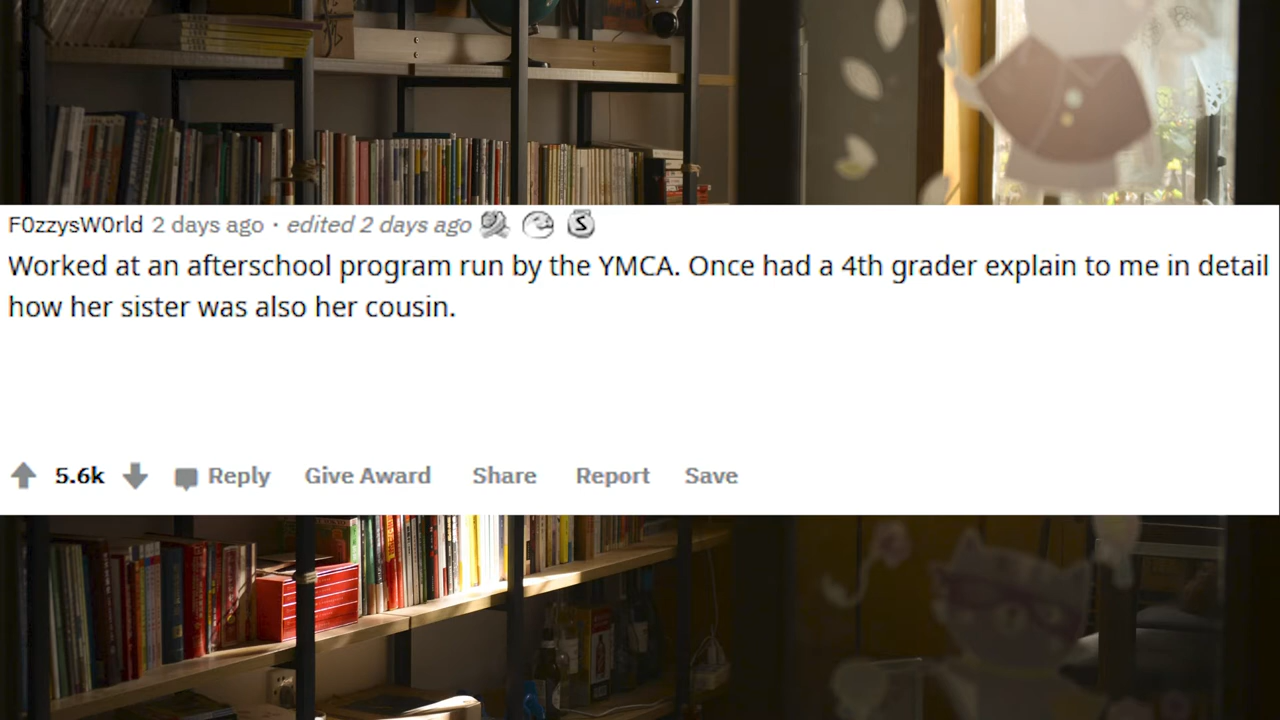 F0zzysW0rld 2 days ago · edited 2 days ago
Worked at an afterschool program run by the YMCA. Once had a 4th grader explain to me in detail
how her sister was also her cousin.
5.6k Reply Give Award Share Report Save